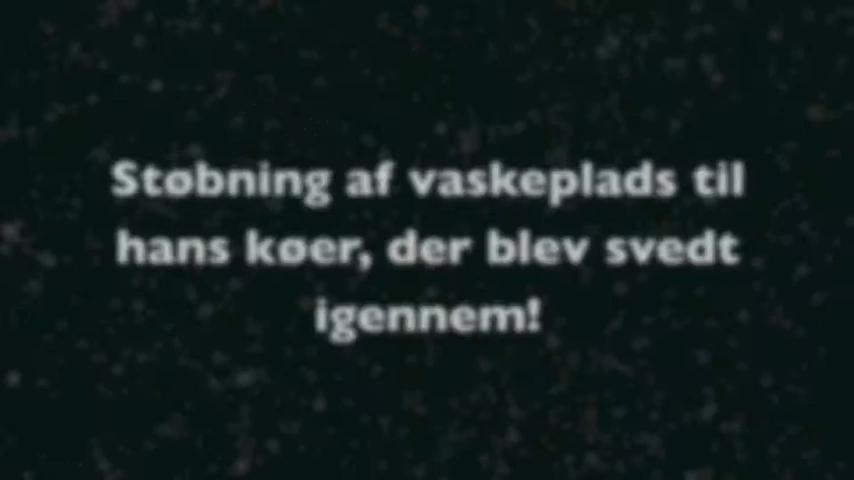 Støbning af vaskeplads til
hans køer, der blev svedt
igennem!